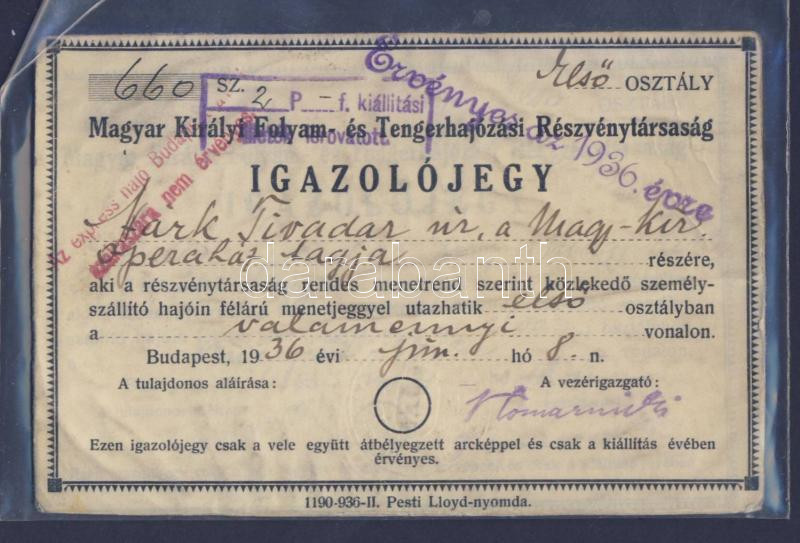 660 SZ. Első OSZTÁLY
2 P.–f. kiállítási
Érvényes az 1936. évre
Magyar Királyi Folyam- és Tengerhajózási Részvénytársaság
Az express hajó Budapest
nem érvényes
IGAZOLÓJEGY
Márk Tivadar úr, a Magy. Kir.
Operaház tagja részére,
aki a részvénytársaság rendes menetrend szerint közlekedő személy-
szállító hajóin félárú menetjeggyel utazhatik első osztályban
a valamennyi vonalon.
Budapest, 1936 évi jún. hó 8. n.
A tulajdonos aláírása: A vezérigazgató:
Ezen igazolójegy csak a vele együtt átbélyegzett arcképpel és csak a kiállítás évében
érvényes.
1190-936-II. Pesti Lloyd-nyomda.
darabanth